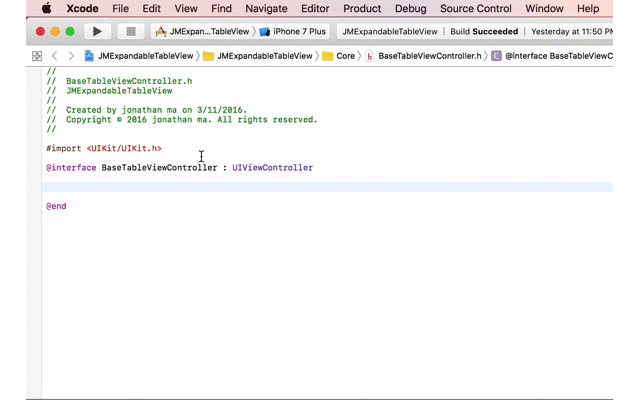 Xcode File Edit View Find Navigate Editor Product Debug Source Control Window Help
JMExpan...TableView iPhone 7 Plus JMExpandableTableView | Build Succeeded | Yesterday at 11:50 PM
JMExpandableTableView JMExpandableTableView Core BaseTableViewController.h @interface BaseTableViewC
//
// BaseTableViewController.h
// JMExpandableTableView
//
// Created by jonathan ma on 3/11/2016.
// Copyright © 2016 jonathan ma. All rights reserved.
//
#import <UIKit/UIKit.h>
@interface BaseTableViewController : UIViewController
@end